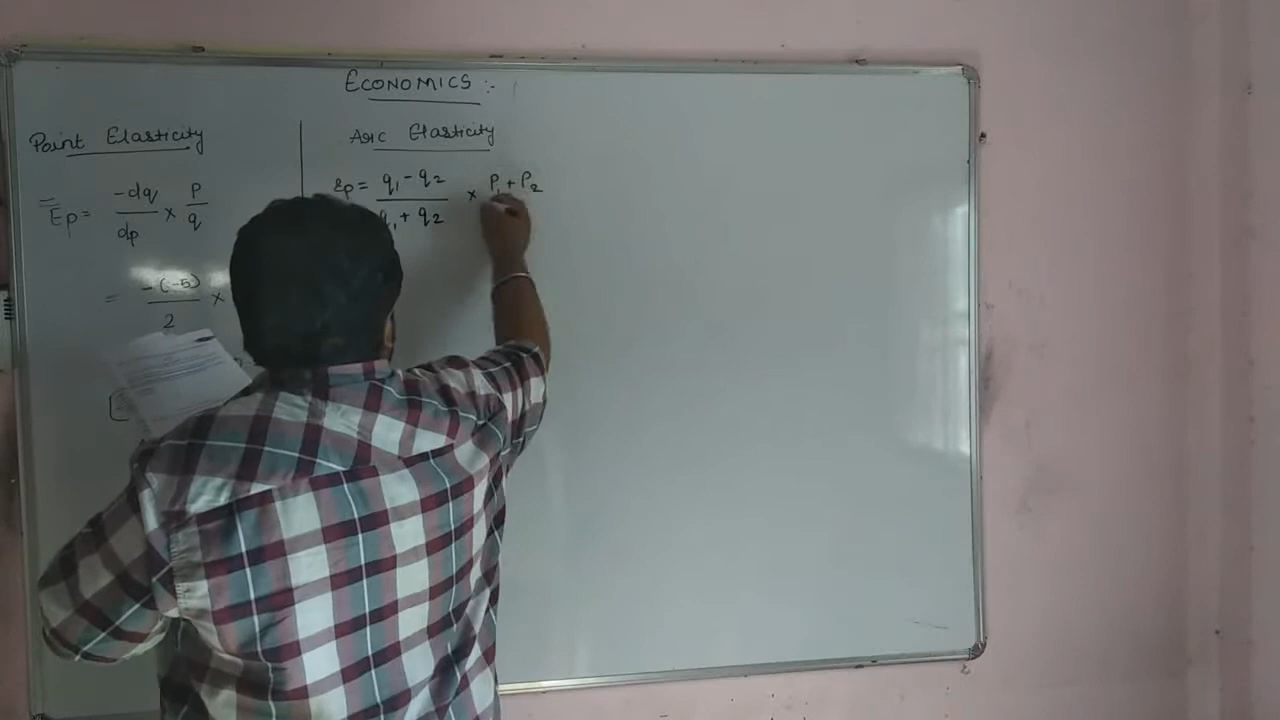 ECONOMICS :-
Point Elasticity
Ep = -dq/dp × P/q
= -(-5)/2 ×
Arc Elasticity
Ep = q₁ - q₂/q₁ + q₂ × P₁ + P₂